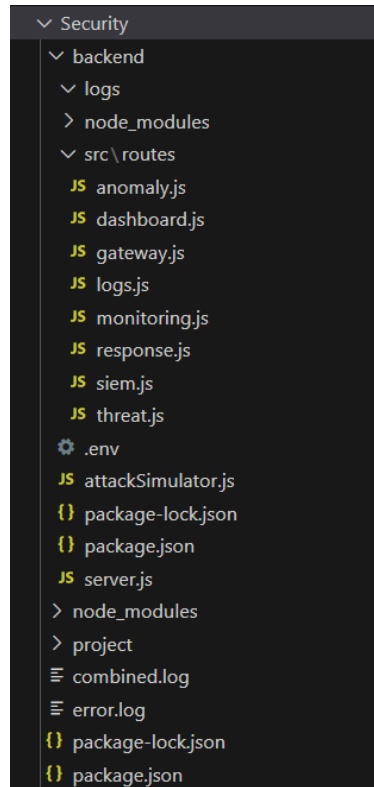 Security
backend
logs
node_modules
src\routes
JS anomaly.js
JS dashboard.js
JS gateway.js
JS logs.js
JS monitoring.js
JS response.js
JS siem.js
JS threat.js
.env
JS attackSimulator.js
{} package-lock.json
{} package.json
JS server.js
node_modules
project
combined.log
error.log
{} package-lock.json
{} package.json